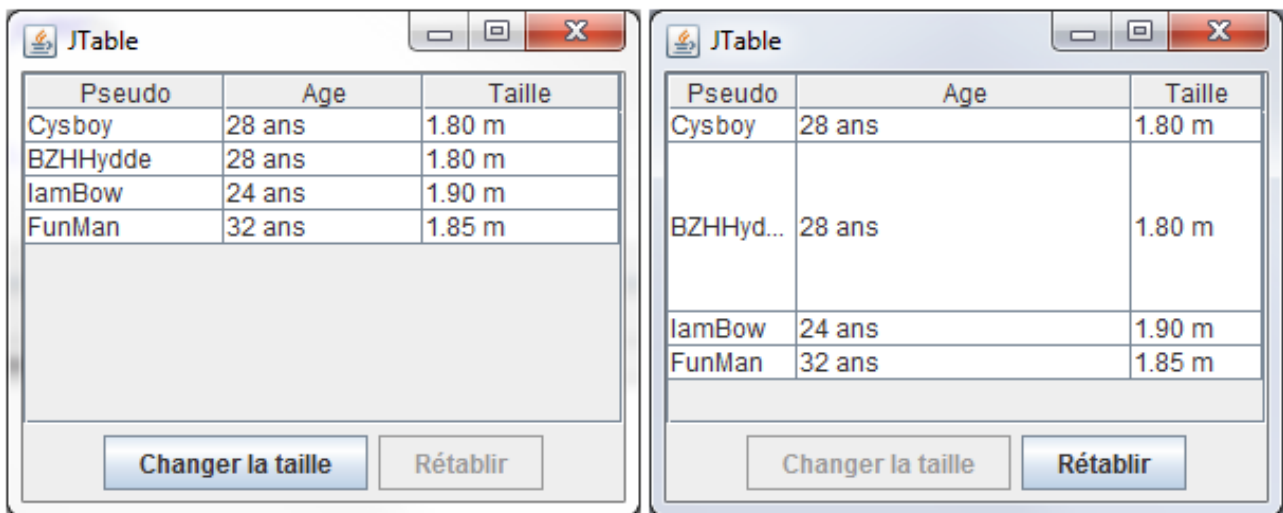 JTable
Pseudo Age Taille
Cysboy 28 ans 1.80 m
BZHHydde 28 ans 1.80 m
IamBow 24 ans 1.90 m
FunMan 32 ans 1.85 m
Changer la taille Rétablir
JTable
Pseudo Age Taille
Cysboy 28 ans 1.80 m
BZHHyd... 28 ans 1.80 m
IamBow 24 ans 1.90 m
FunMan 32 ans 1.85 m
Changer la taille Rétablir